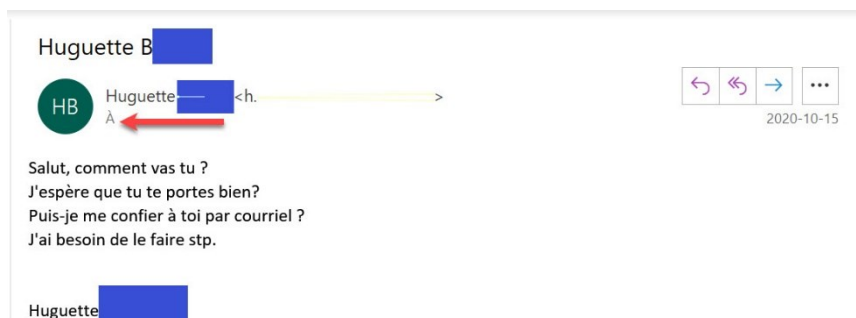 Huguette B
HB
Huguette <h. >
À
2020-10-15
Salut, comment vas tu ?
J'espère que tu te portes bien?
Puis-je me confier à toi par courriel ?
J'ai besoin de le faire stp.
Huguette